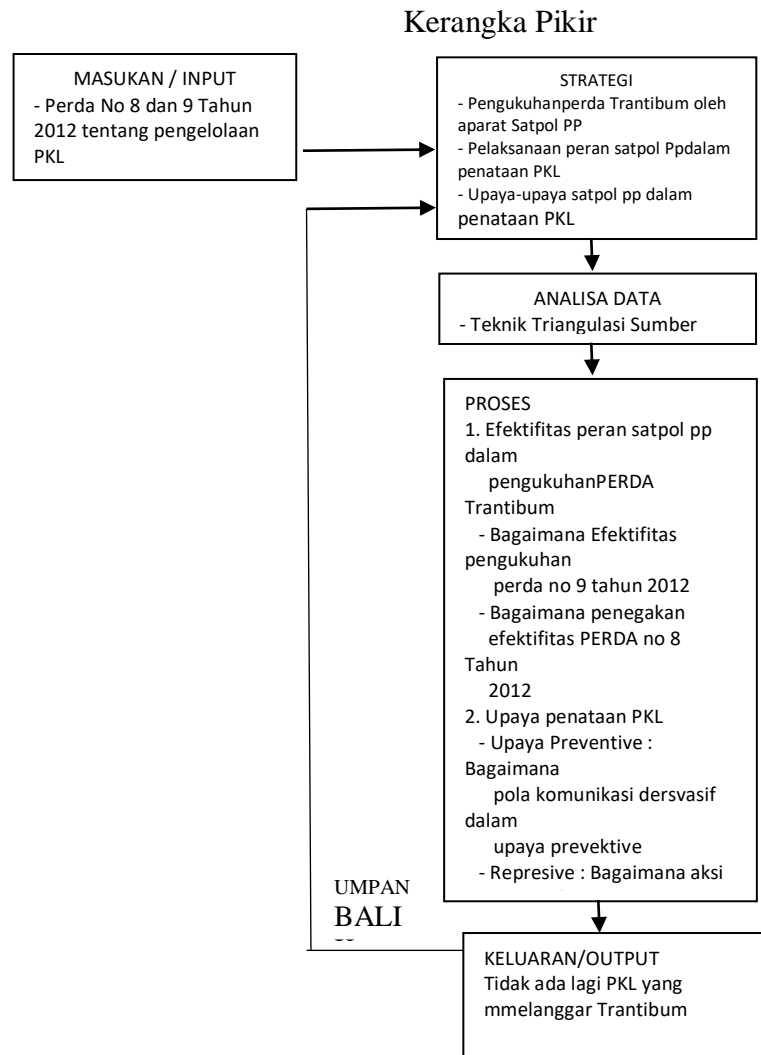 Kerangka Pikir
MASUKAN / INPUT
- Perda No 8 dan 9 Tahun
2012 tentang pengelolaan
PKL
STRATEGI
- Pengukuhanperda Trantibum oleh
aparat Satpol PP
- Pelaksanaan peran satpol Ppdalam
penataan PKL
- Upaya-upaya satpol pp dalam
penataan PKL
ANALISA DATA
- Teknik Triangulasi Sumber
PROSES
1. Efektifitas peran satpol pp
dalam
pengukuhanPERDA
Trantibum
- Bagaimana Efektifitas
pengukuhan
perda no 9 tahun 2012
- Bagaimana penegakan
efektifitas PERDA no 8
Tahun
2012
2. Upaya penataan PKL
- Upaya Preventive :
Bagaimana
pola komunikasi dersvasif
dalam
upaya prevektive
- Represive : Bagaimana aksi
UMPAN
BALI
KELUARAN/OUTPUT
Tidak ada lagi PKL yang
mmelanggar Trantibum